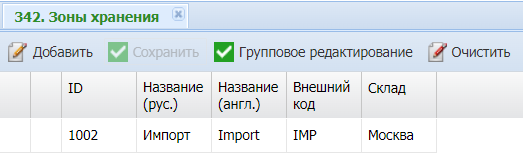 342. Зоны хранения
Добавить Сохранить Групповое редактирование Очистить
ID Название (рус.) Название (англ.) Внешний код Склад
1002 Импорт Import IMP Москва